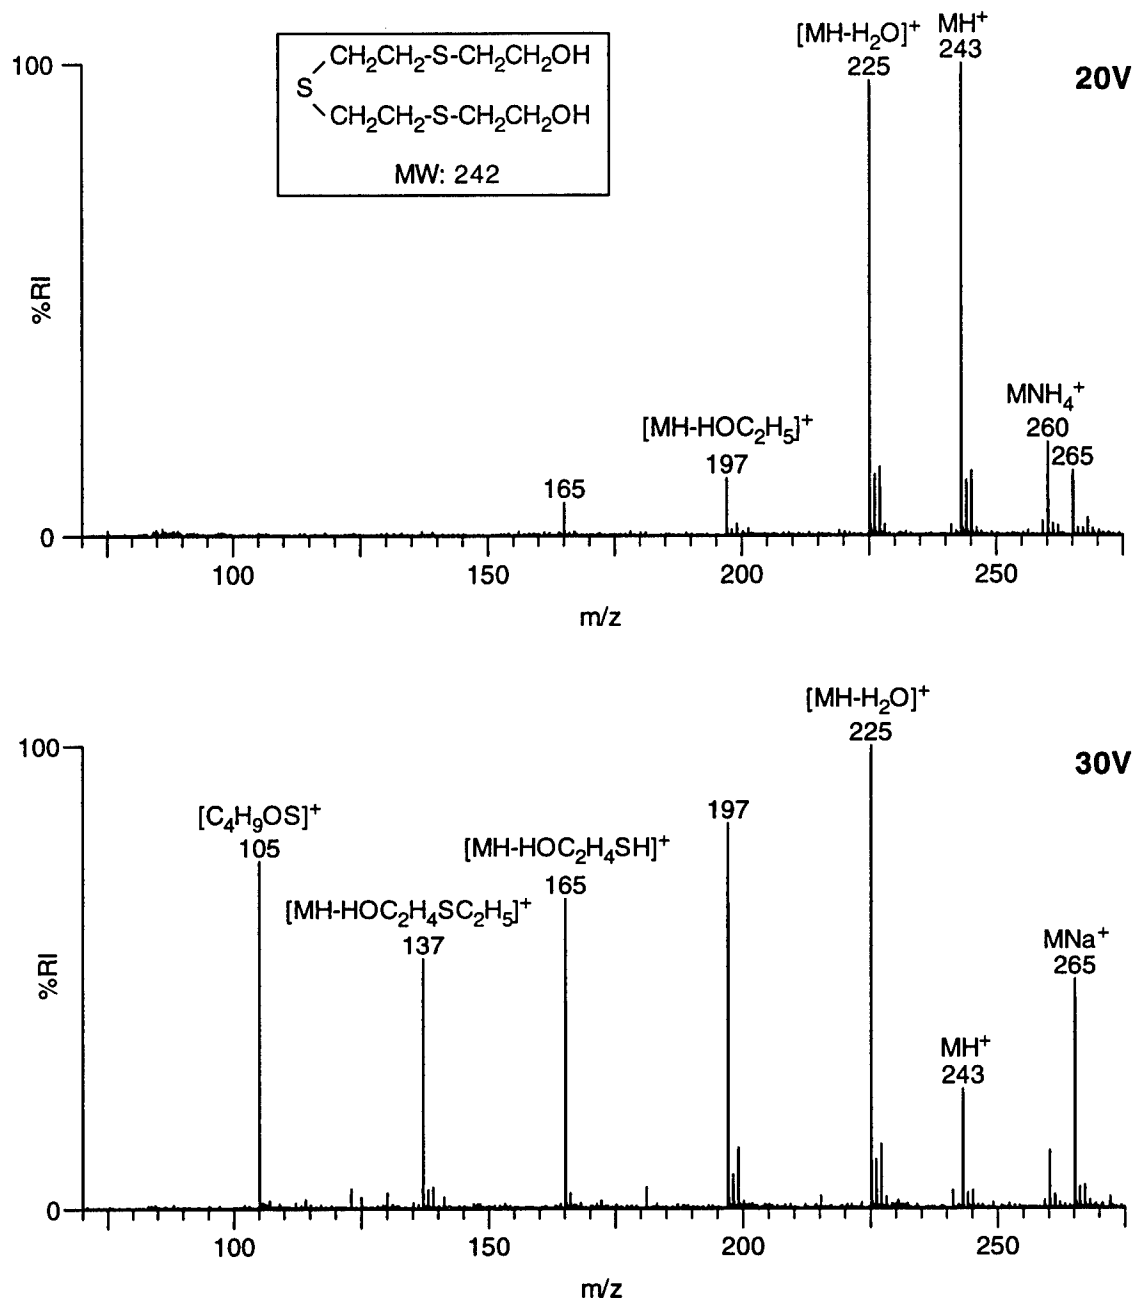 [MH-H₂O]⁺ MH⁺
225 243
100
20V
CH₂CH₂-S-CH₂CH₂OH
S
CH₂CH₂-S-CH₂CH₂OH
MW: 242
%RI
MNH₄⁺
260
265
[MH-HOC₂H₅]⁺
197
165
0
100 150 200 250
m/z
[MH-H₂O]⁺
225
100
30V
[C₄H₉OS]⁺
105
197
[MH-HOC₂H₄SH]⁺
165
[MH-HOC₂H₄SC₂H₅]⁺
137
MNa⁺
265
%RI
MH⁺
243
0
100 150 200 250
m/z